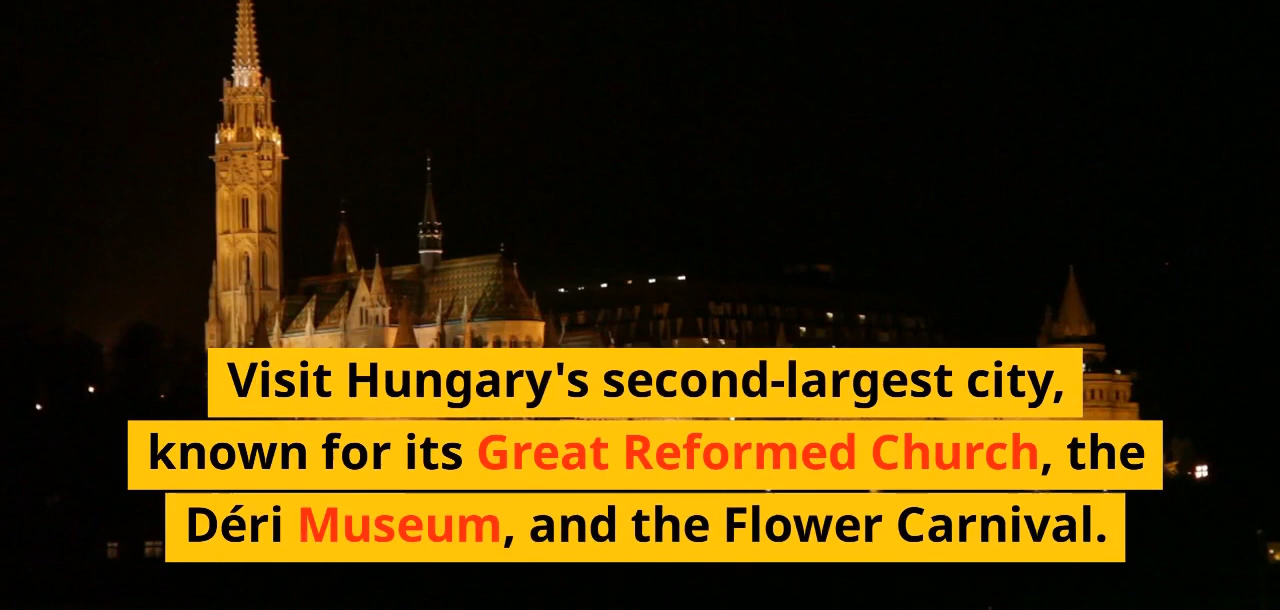 Visit Hungary's second-largest city,
known for its Great Reformed Church, the
Déri Museum, and the Flower Carnival.